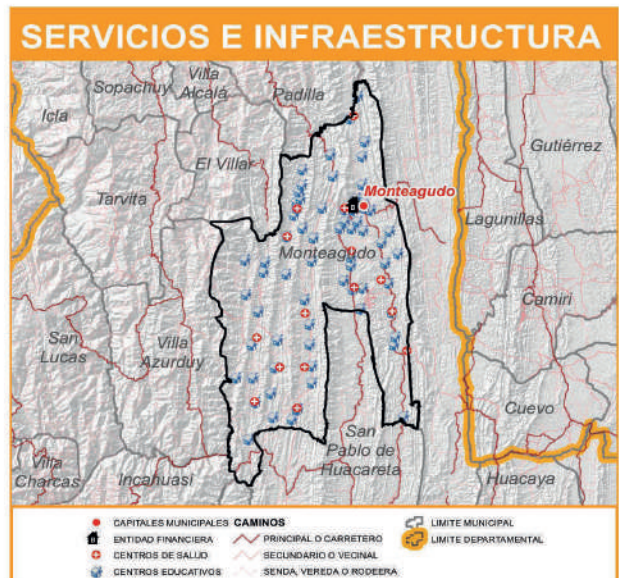 SERVICIOS E INFRAESTRUCTURA
Villa
Alcalá
Sopachuy
Padilla
Icla
Gutiérrez
El Villar
Monteagudo
Tarvita
Lagunillas
Monteagudo
Camiri
San
Lucas
Villa
Azurduy
Cuevo
San
Pablo de
Huacareta
Villa
Charcas
Incahuasi
Huacaya
CAPITALES MUNICIPALES
ENTIDAD FINANCIERA
CENTROS DE SALUD
CENTROS EDUCATIVOS
CAMINOS
PRINCIPAL O CARRETERO
SECUNDARIO O VECINAL
SENDA, VEREDA O RODEERA
LIMITE MUNICIPAL
LIMITE DEPARTAMENTAL